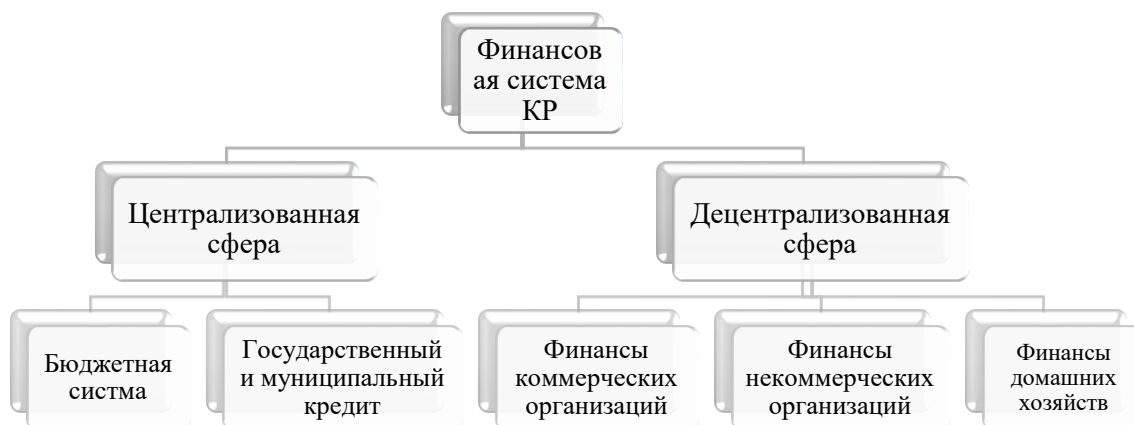 Финансов
ая система
КР
Централизованная
сфера
Децентрализованная
сфера
Бюджетная
систма
Государственный
и муниципальный
кредит
Финансы
коммерческих
организаций
Финансы
некоммерческих
организаций
Финансы
домашних
хозяйств